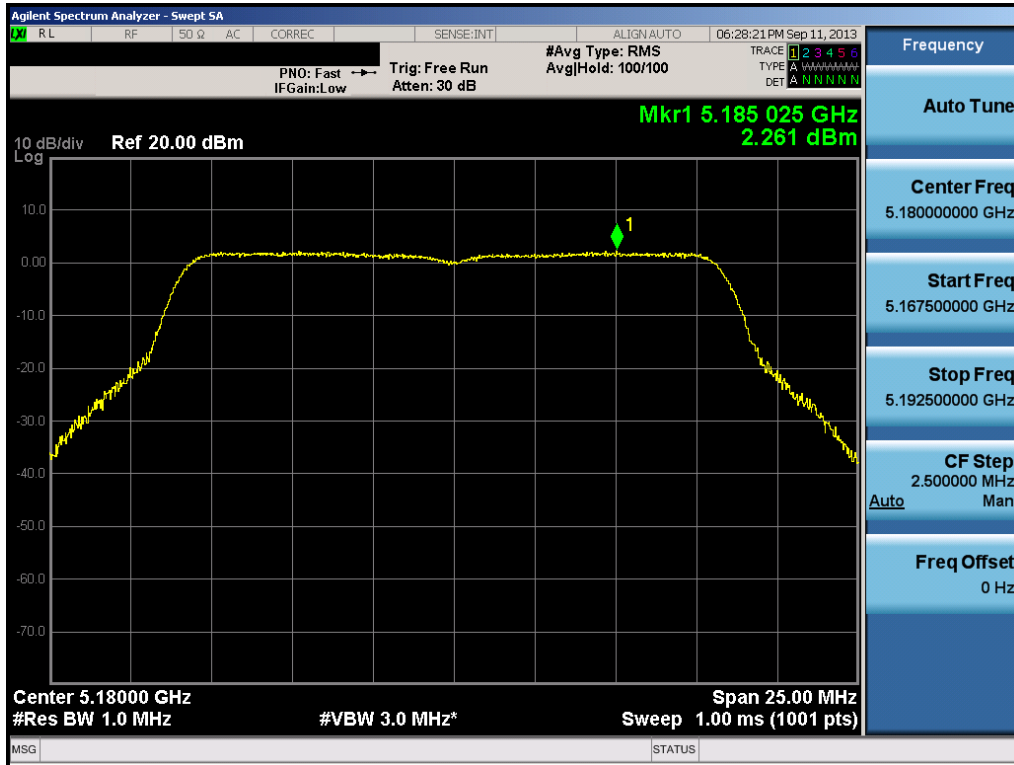 Agilent Spectrum Analyzer - Swept SA
LXI RL RF 50 Ω AC CORREC SENSE:INT ALIGN AUTO 06:28:21 PM Sep 11, 2013
PNO: Fast
IFGain:Low
Trig: Free Run
Atten: 30 dB
#Avg Type: RMS
Avg|Hold: 100/100
TRACE 1 2 3 4 5 6
TYPE A WWWWW
DET A N N N N N
Mkr1 5.185 025 GHz
2.261 dBm
10 dB/div Ref 20.00 dBm
Log
10.0
0.00
-10.0
-20.0
-30.0
-40.0
-50.0
-60.0
-70.0
1
Center 5.18000 GHz Span 25.00 MHz
#Res BW 1.0 MHz #VBW 3.0 MHz* Sweep 1.00 ms (1001 pts)
MSG STATUS
Frequency
Auto Tune
Center Freq
5.180000000 GHz
Start Freq
5.167500000 GHz
Stop Freq
5.192500000 GHz
CF Step
2.500000 MHz
Auto Man
Freq Offset
0 Hz